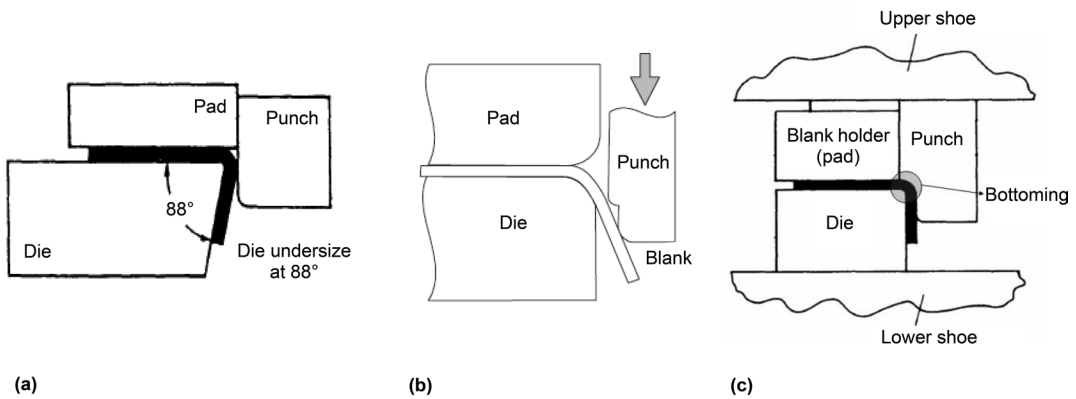 Pad
Punch
88°
Die
Die undersize
at 88°
(a)
Pad
Punch
Die
Blank
(b)
Upper shoe
Blank holder
(pad)
Punch
Bottoming
Die
Lower shoe
(c)